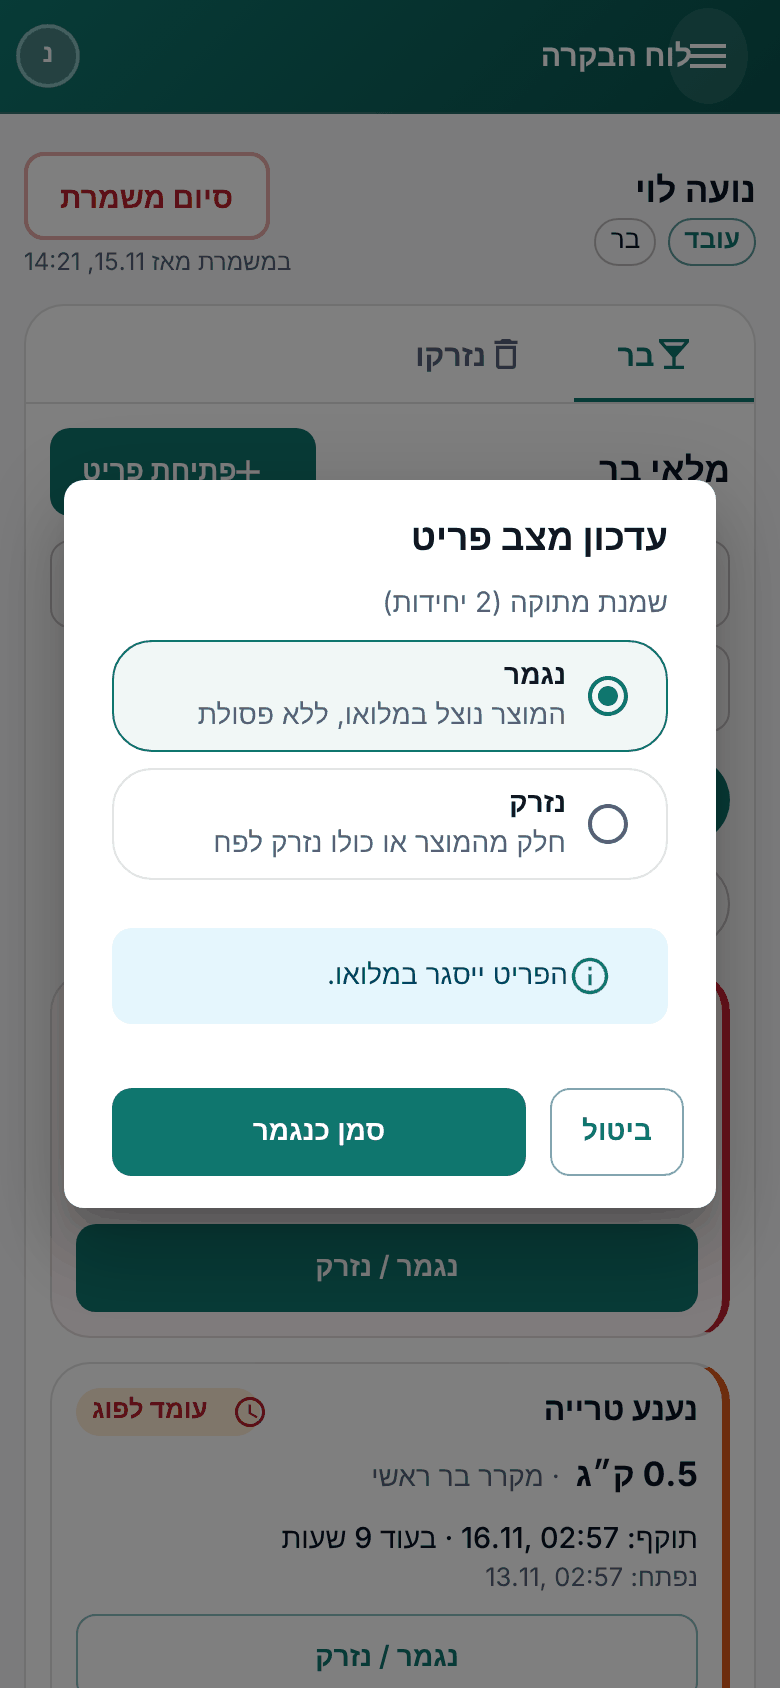 לוח הבקרה
נ
נועה לוי
עובד
בר
סיום משמרת
במשמרת מאז 15.11, 14:21
בר
נזרקו
מלאי בר
פתיחת פריט
עדכון מצב פריט
שמנת מתוקה (2 יחידות)
נגמר
המוצר נוצל במלואו, ללא פסולת
נזרק
חלק מהמוצר או כולו נזרק לפח
הפריט ייסגר במלואו.
ביטול
סמן כנגמר
נגמר / נזרק
נענע טרייה
עומד לפוג
0.5 ק״ג · מקרר בר ראשי
תוקף: 16.11, 02:57 · בעוד 9 שעות
נפתח: 13.11, 02:57
נגמר / נזרק